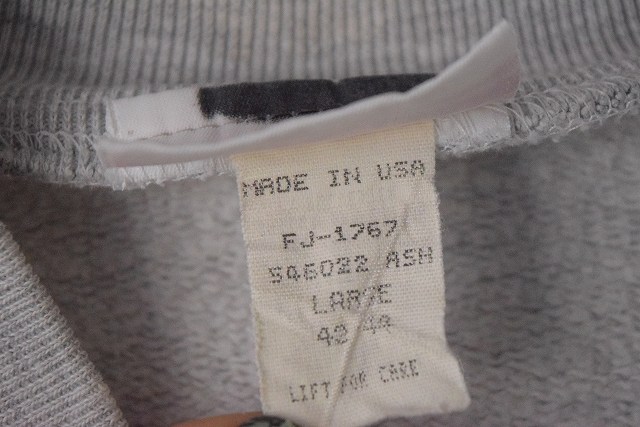 MADE IN USA
FJ-1767
S46022 ASH
LARGE
42 44
LIFT FOR CARE